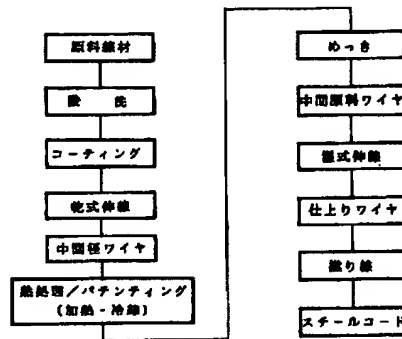 原料線材
酸 洗
コーティング
乾式伸線
中間径ワイヤ
熱処理/パテンティング
(加熱・冷却)
めっき
中間原料ワイヤ
湿式伸線
仕上りワイヤ
撚り線
スチールコード